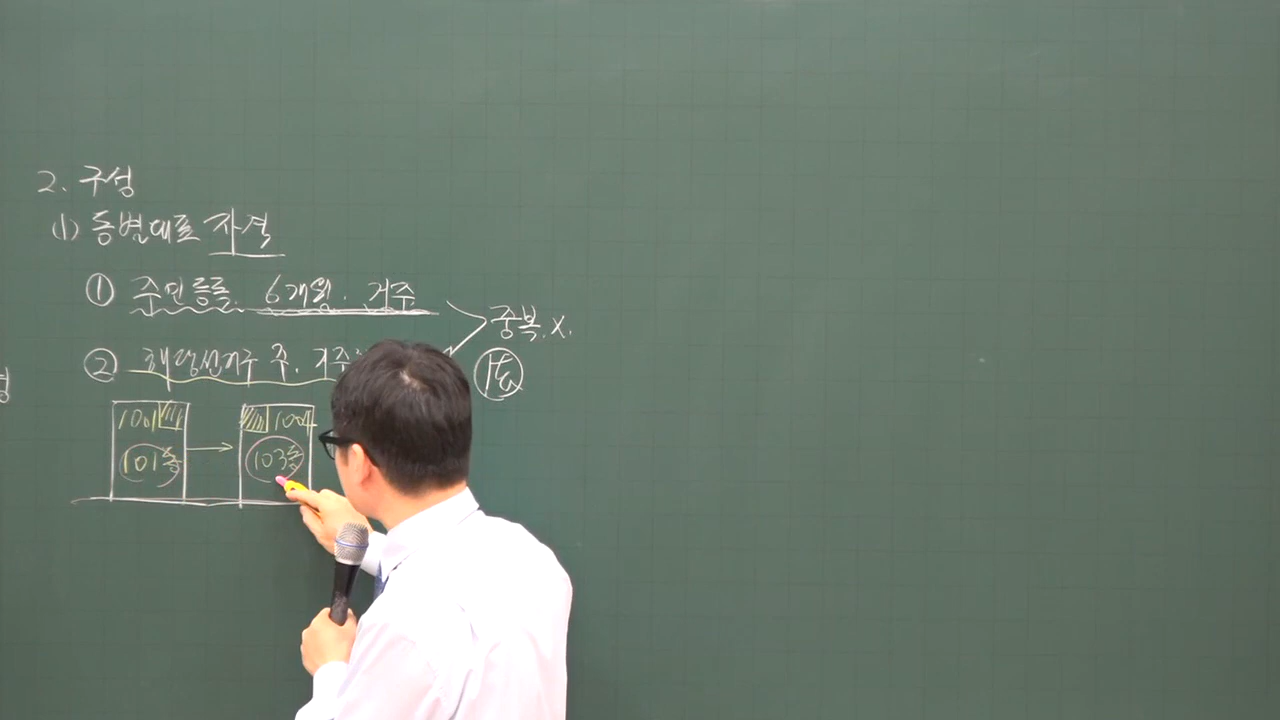 2. 구성
(1) 동별대표 자격
① 주민등록. 6개월. 거주
중복.X.
② 해당선거구 주. 거주
1001
1004
101동
103동